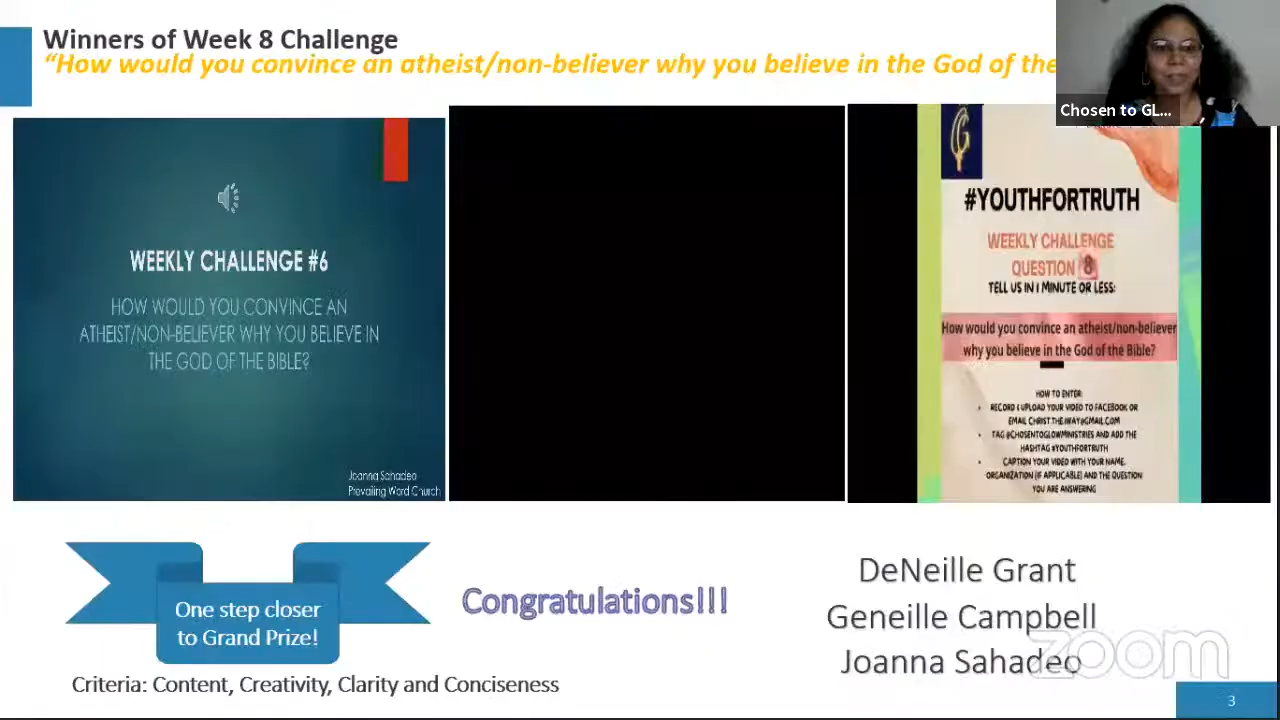 Winners of Week 8 Challenge
“How would you convince an atheist/non-believer why you believe in the God of the
Chosen to GL...
WEEKLY CHALLENGE #6
HOW WOULD YOU CONVINCE AN
ATHEIST/NON-BELIEVER WHY YOU BELIEVE IN
THE GOD OF THE BIBLE?
Joanna Sahadeo
Prevailing Word Church
G
#YOUTHFORTRUTH
WEEKLY CHALLENGE
QUESTION 8
TELL US IN 1 MINUTE OR LESS:
How would you convince an atheist/non-believer
why you believe in the God of the Bible?
HOW TO ENTER:
• RECORD & UPLOAD YOUR VIDEO TO FACEBOOK OR
EMAIL CHRIST.THE.1WAY@GMAIL.COM
• TAG @CHOSENTOGLOWMINISTRIES AND ADD THE
HASHTAG #YOUTHFORTRUTH
• CAPTION YOUR VIDEO WITH YOUR NAME,
ORGANIZATION (IF APPLICABLE) AND THE QUESTION
YOU ARE ANSWERING
One step closer
to Grand Prize!
Congratulations!!!
DeNeille Grant
Geneille Campbell
Joanna Sahadeo
zoom
Criteria: Content, Creativity, Clarity and Conciseness
3